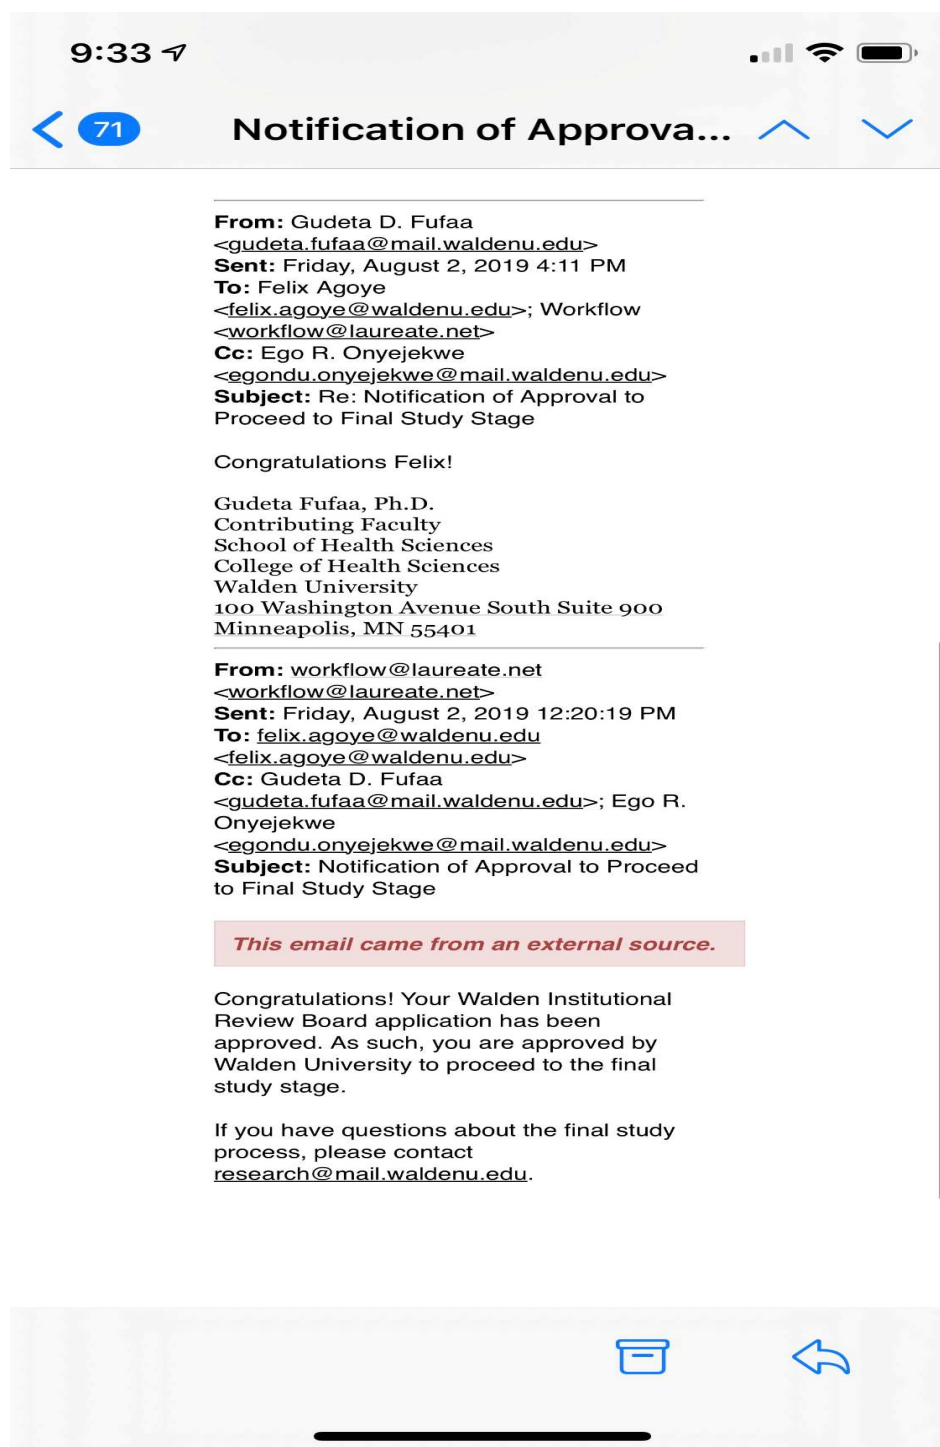 9:33
71
Notification of Approva...
From: Gudeta D. Fufaa
<gudeta.fufaa@mail.waldenu.edu>
Sent: Friday, August 2, 2019 4:11 PM
To: Felix Agoye
<felix.agoye@waldenu.edu>; Workflow
<workflow@laureate.net>
Cc: Ego R. Onyejekwe
<egondu.onyejekwe@mail.waldenu.edu>
Subject: Re: Notification of Approval to
Proceed to Final Study Stage
Congratulations Felix!
Gudeta Fufaa, Ph.D.
Contributing Faculty
School of Health Sciences
College of Health Sciences
Walden University
100 Washington Avenue South Suite 900
Minneapolis, MN 55401
From: workflow@laureate.net
<workflow@laureate.net>
Sent: Friday, August 2, 2019 12:20:19 PM
To: felix.agoye@waldenu.edu
<felix.agoye@waldenu.edu>
Cc: Gudeta D. Fufaa
<gudeta.fufaa@mail.waldenu.edu>; Ego R.
Onyejekwe
<egondu.onyejekwe@mail.waldenu.edu>
Subject: Notification of Approval to Proceed
to Final Study Stage
This email came from an external source.
Congratulations! Your Walden Institutional
Review Board application has been
approved. As such, you are approved by
Walden University to proceed to the final
study stage.
If you have questions about the final study
process, please contact
research@mail.waldenu.edu.